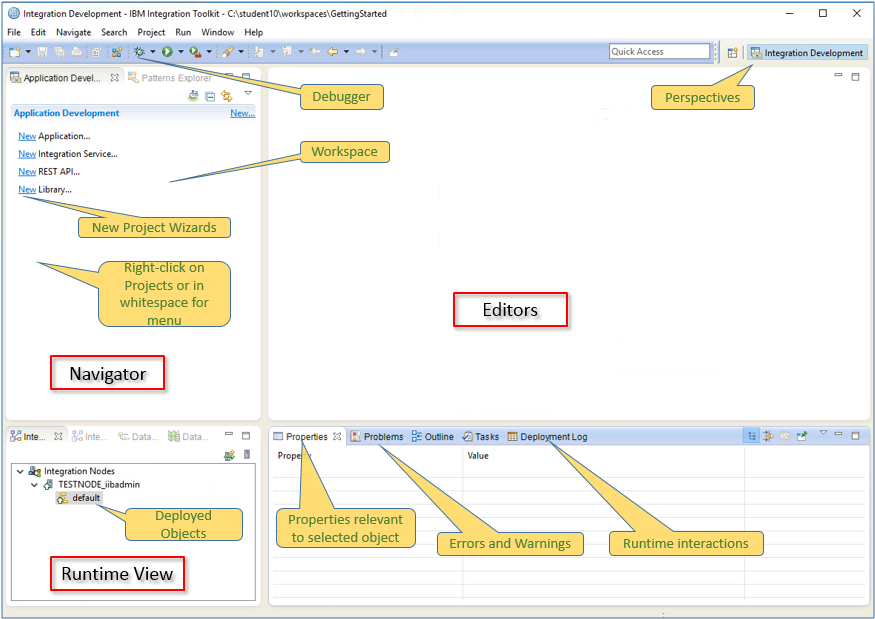 Integration Development - IBM Integration Toolkit - C:\student10\workspaces\GettingStarted
File Edit Navigate Search Project Run Window Help
Quick Access
Integration Development
Application Devel...
Patterns Explorer
Debugger
Perspectives
Application Development
New...
New Application...
New Integration Service...
New REST API...
New Library...
Workspace
New Project Wizards
Right-click on
Projects or in
whitespace for
menu
Editors
Navigator
Inte...
Inte...
Data...
Data...
Integration Nodes
TESTNODE_iibadmin
default
Deployed
Objects
Runtime View
Properties
Problems
Outline
Tasks
Deployment Log
Property
Value
Properties relevant
to selected object
Errors and Warnings
Runtime interactions